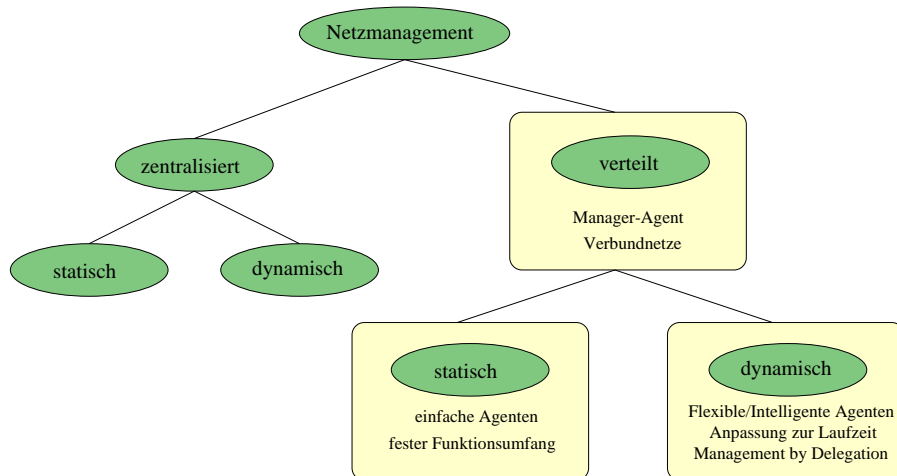 Netzmanagement
zentralisiert
verteilt
Manager-Agent
Verbundnetze
statisch
dynamisch
statisch
einfache Agenten
fester Funktionsumfang
dynamisch
Flexible/Intelligente Agenten
Anpassung zur Laufzeit
Management by Delegation